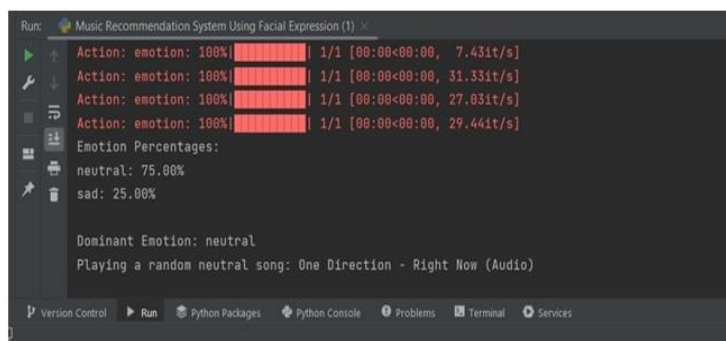 Run: Music Recommendation System Using Facial Expression (1) ×
Action: emotion: 100%|██████████| 1/1 [00:00<00:00, 7.43it/s]
Action: emotion: 100%|██████████| 1/1 [00:00<00:00, 31.33it/s]
Action: emotion: 100%|██████████| 1/1 [00:00<00:00, 27.03it/s]
Action: emotion: 100%|██████████| 1/1 [00:00<00:00, 29.44it/s]
Emotion Percentages:
neutral: 75.00%
sad: 25.00%
Dominant Emotion: neutral
Playing a random neutral song: One Direction - Right Now (Audio)
Version Control Run Python Packages Python Console Problems Terminal Services